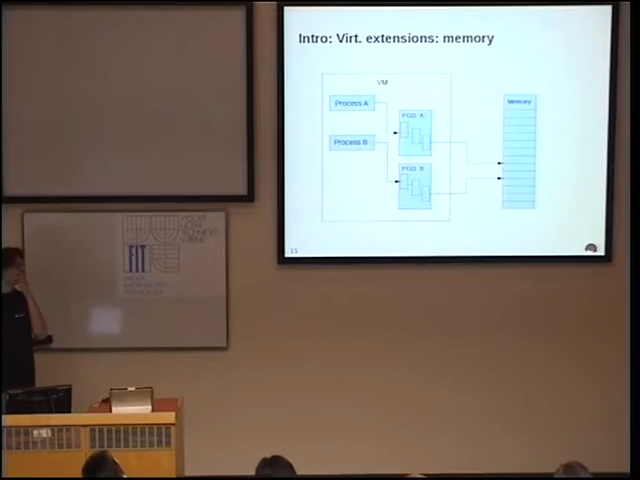 Intro: Virt. extensions: memory
VM
Process A
PGD A
Memory
Process B
PGD B
15
FIT